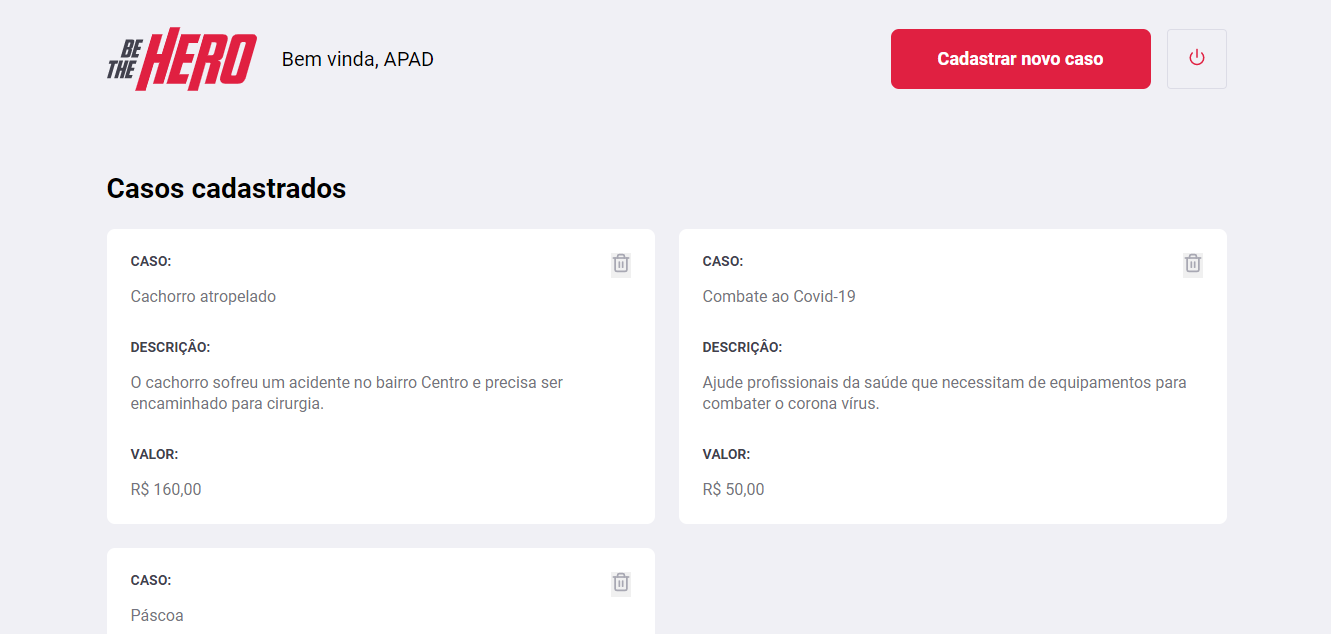 BE
THE
HERO
Bem vinda, APAD
Cadastrar novo caso
Casos cadastrados
CASO:
Cachorro atropelado
DESCRIÇÂO:
O cachorro sofreu um acidente no bairro Centro e precisa ser
encaminhado para cirurgia.
VALOR:
R$ 160,00
CASO:
Combate ao Covid-19
DESCRIÇÂO:
Ajude profissionais da saúde que necessitam de equipamentos para
combater o corona vírus.
VALOR:
R$ 50,00
CASO:
Páscoa